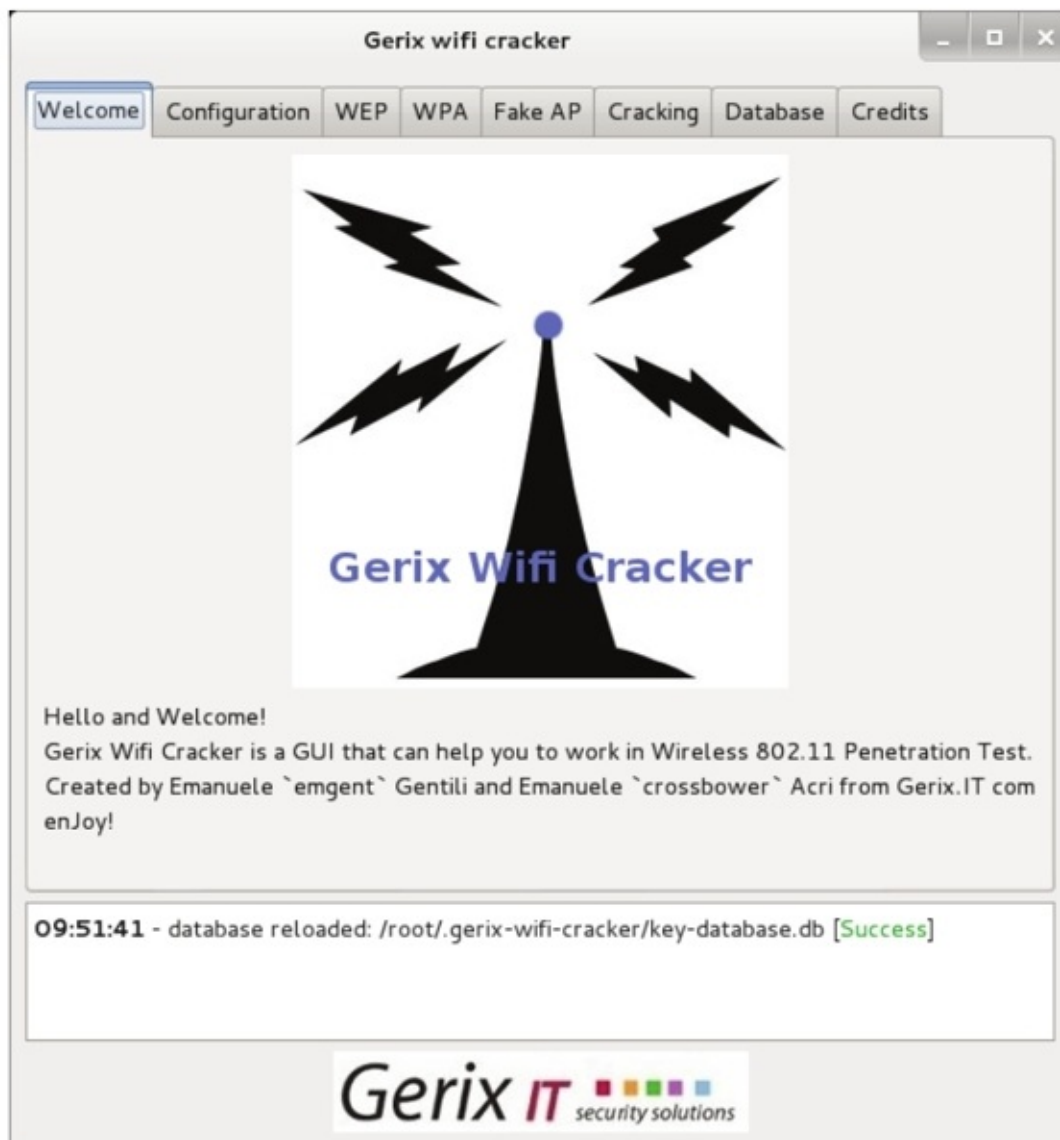 Gerix wifi cracker
Welcome Configuration WEP WPA Fake AP Cracking Database Credits
Gerix Wifi Cracker
Hello and Welcome!
Gerix Wifi Cracker is a GUI that can help you to work in Wireless 802.11 Penetration Test.
Created by Emanuele `emgent` Gentili and Emanuele `crossbower` Acri from Gerix.IT com
enJoy!
09:51:41 - database reloaded: /root/.gerix-wifi-cracker/key-database.db [Success]
Gerix IT security solutions